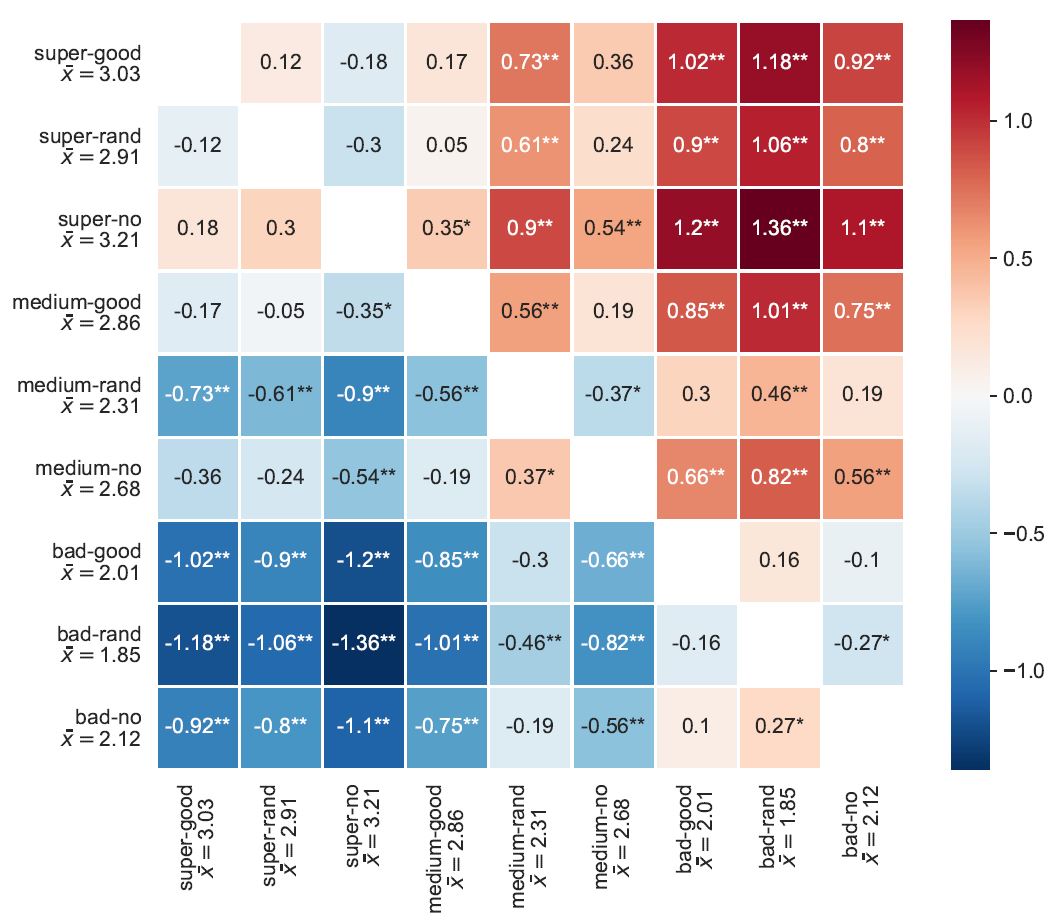 super-good
x̄ = 3.03
0.12 -0.18 0.17 0.73** 0.36 1.02** 1.18** 0.92**
super-rand
x̄ = 2.91
-0.12 -0.3 0.05 0.61** 0.24 0.9** 1.06** 0.8**
super-no
x̄ = 3.21
0.18 0.3 0.35* 0.9** 0.54** 1.2** 1.36** 1.1**
medium-good
x̄ = 2.86
-0.17 -0.05 -0.35* 0.56** 0.19 0.85** 1.01** 0.75**
medium-rand
x̄ = 2.31
-0.73** -0.61** -0.9** -0.56** -0.37* 0.3 0.46** 0.19
medium-no
x̄ = 2.68
-0.36 -0.24 -0.54** -0.19 0.37* 0.66** 0.82** 0.56**
bad-good
x̄ = 2.01
-1.02** -0.9** -1.2** -0.85** -0.3 -0.66** 0.16 -0.1
bad-rand
x̄ = 1.85
-1.18** -1.06** -1.36** -1.01** -0.46** -0.82** -0.16 -0.27*
bad-no
x̄ = 2.12
-0.92** -0.8** -1.1** -0.75** -0.19 -0.56** 0.1 0.27*
super-good
x̄ = 3.03
super-rand
x̄ = 2.91
super-no
x̄ = 3.21
medium-good
x̄ = 2.86
medium-rand
x̄ = 2.31
medium-no
x̄ = 2.68
bad-good
x̄ = 2.01
bad-rand
x̄ = 1.85
bad-no
x̄ = 2.12
1.0
0.5
0.0
−0.5
−1.0